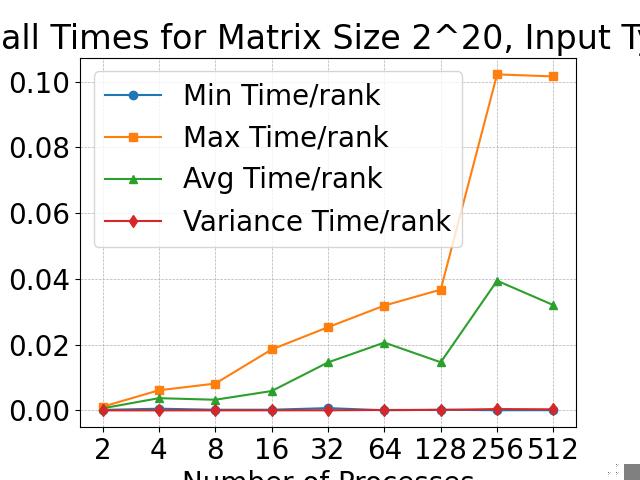 all Times for Matrix Size 2^20, Input Ty
0.10
0.08
0.06
0.04
0.02
0.00
Min Time/rank
Max Time/rank
Avg Time/rank
Variance Time/rank
2 4 8 16 32 64 128 256 512
Number of Processes